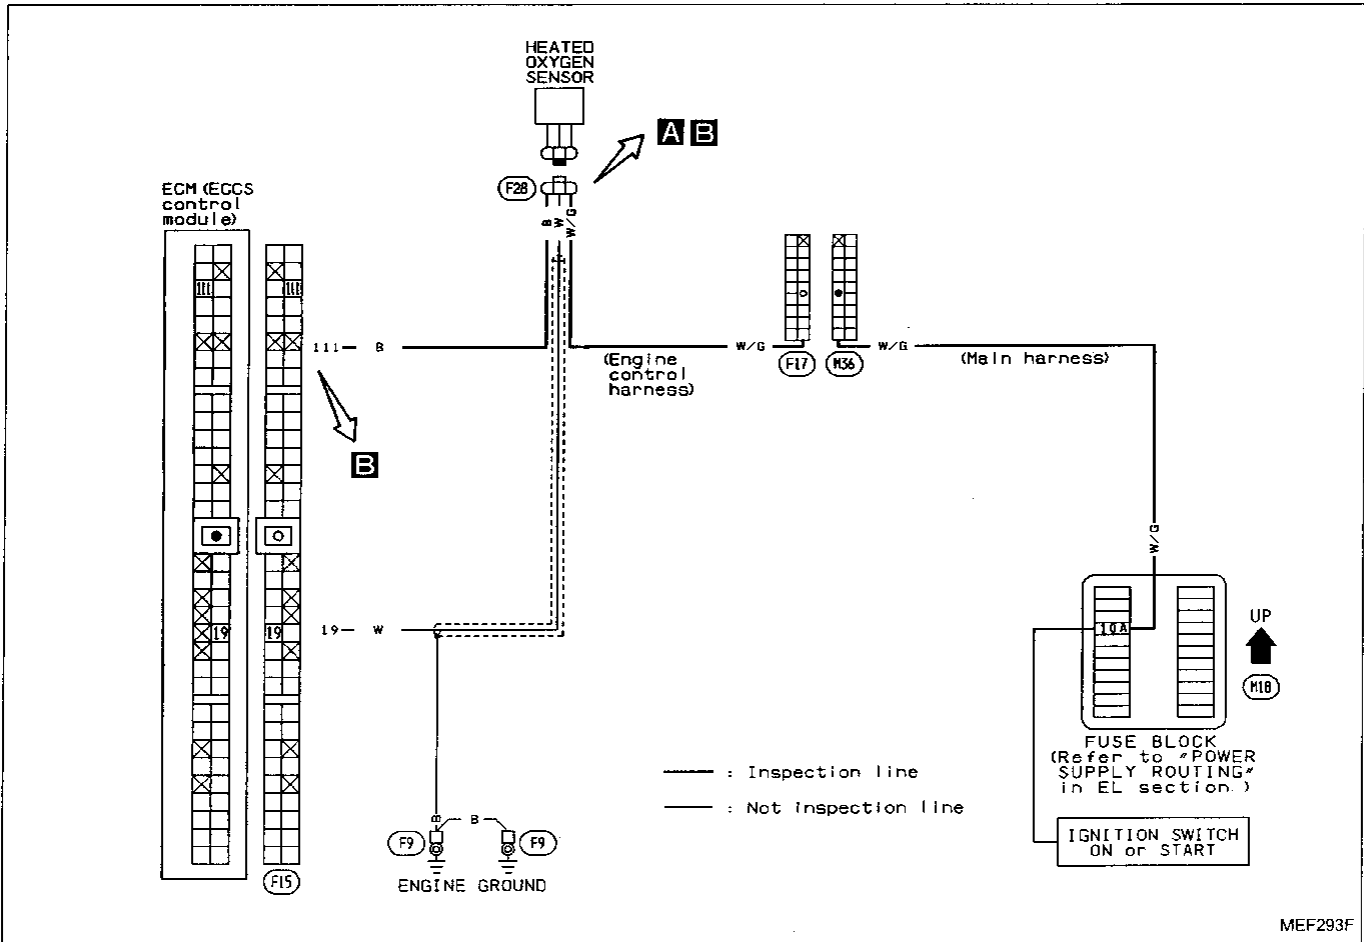 HEATED
OXYGEN
SENSOR
A B
F28
B
W
W/G
ECM (ECCS
control
module)
111
111
111 B
B
19
19
19 W
F15
(Engine
control
harness)
W/G
F17
M36
W/G
(Main harness)
W/G
10A
UP
M18
FUSE BLOCK
(Refer to "POWER
SUPPLY ROUTING"
in EL section.)
IGNITION SWITCH
ON or START
: Inspection line
: Not inspection line
B
B
F9
F9
ENGINE GROUND
MEF293F